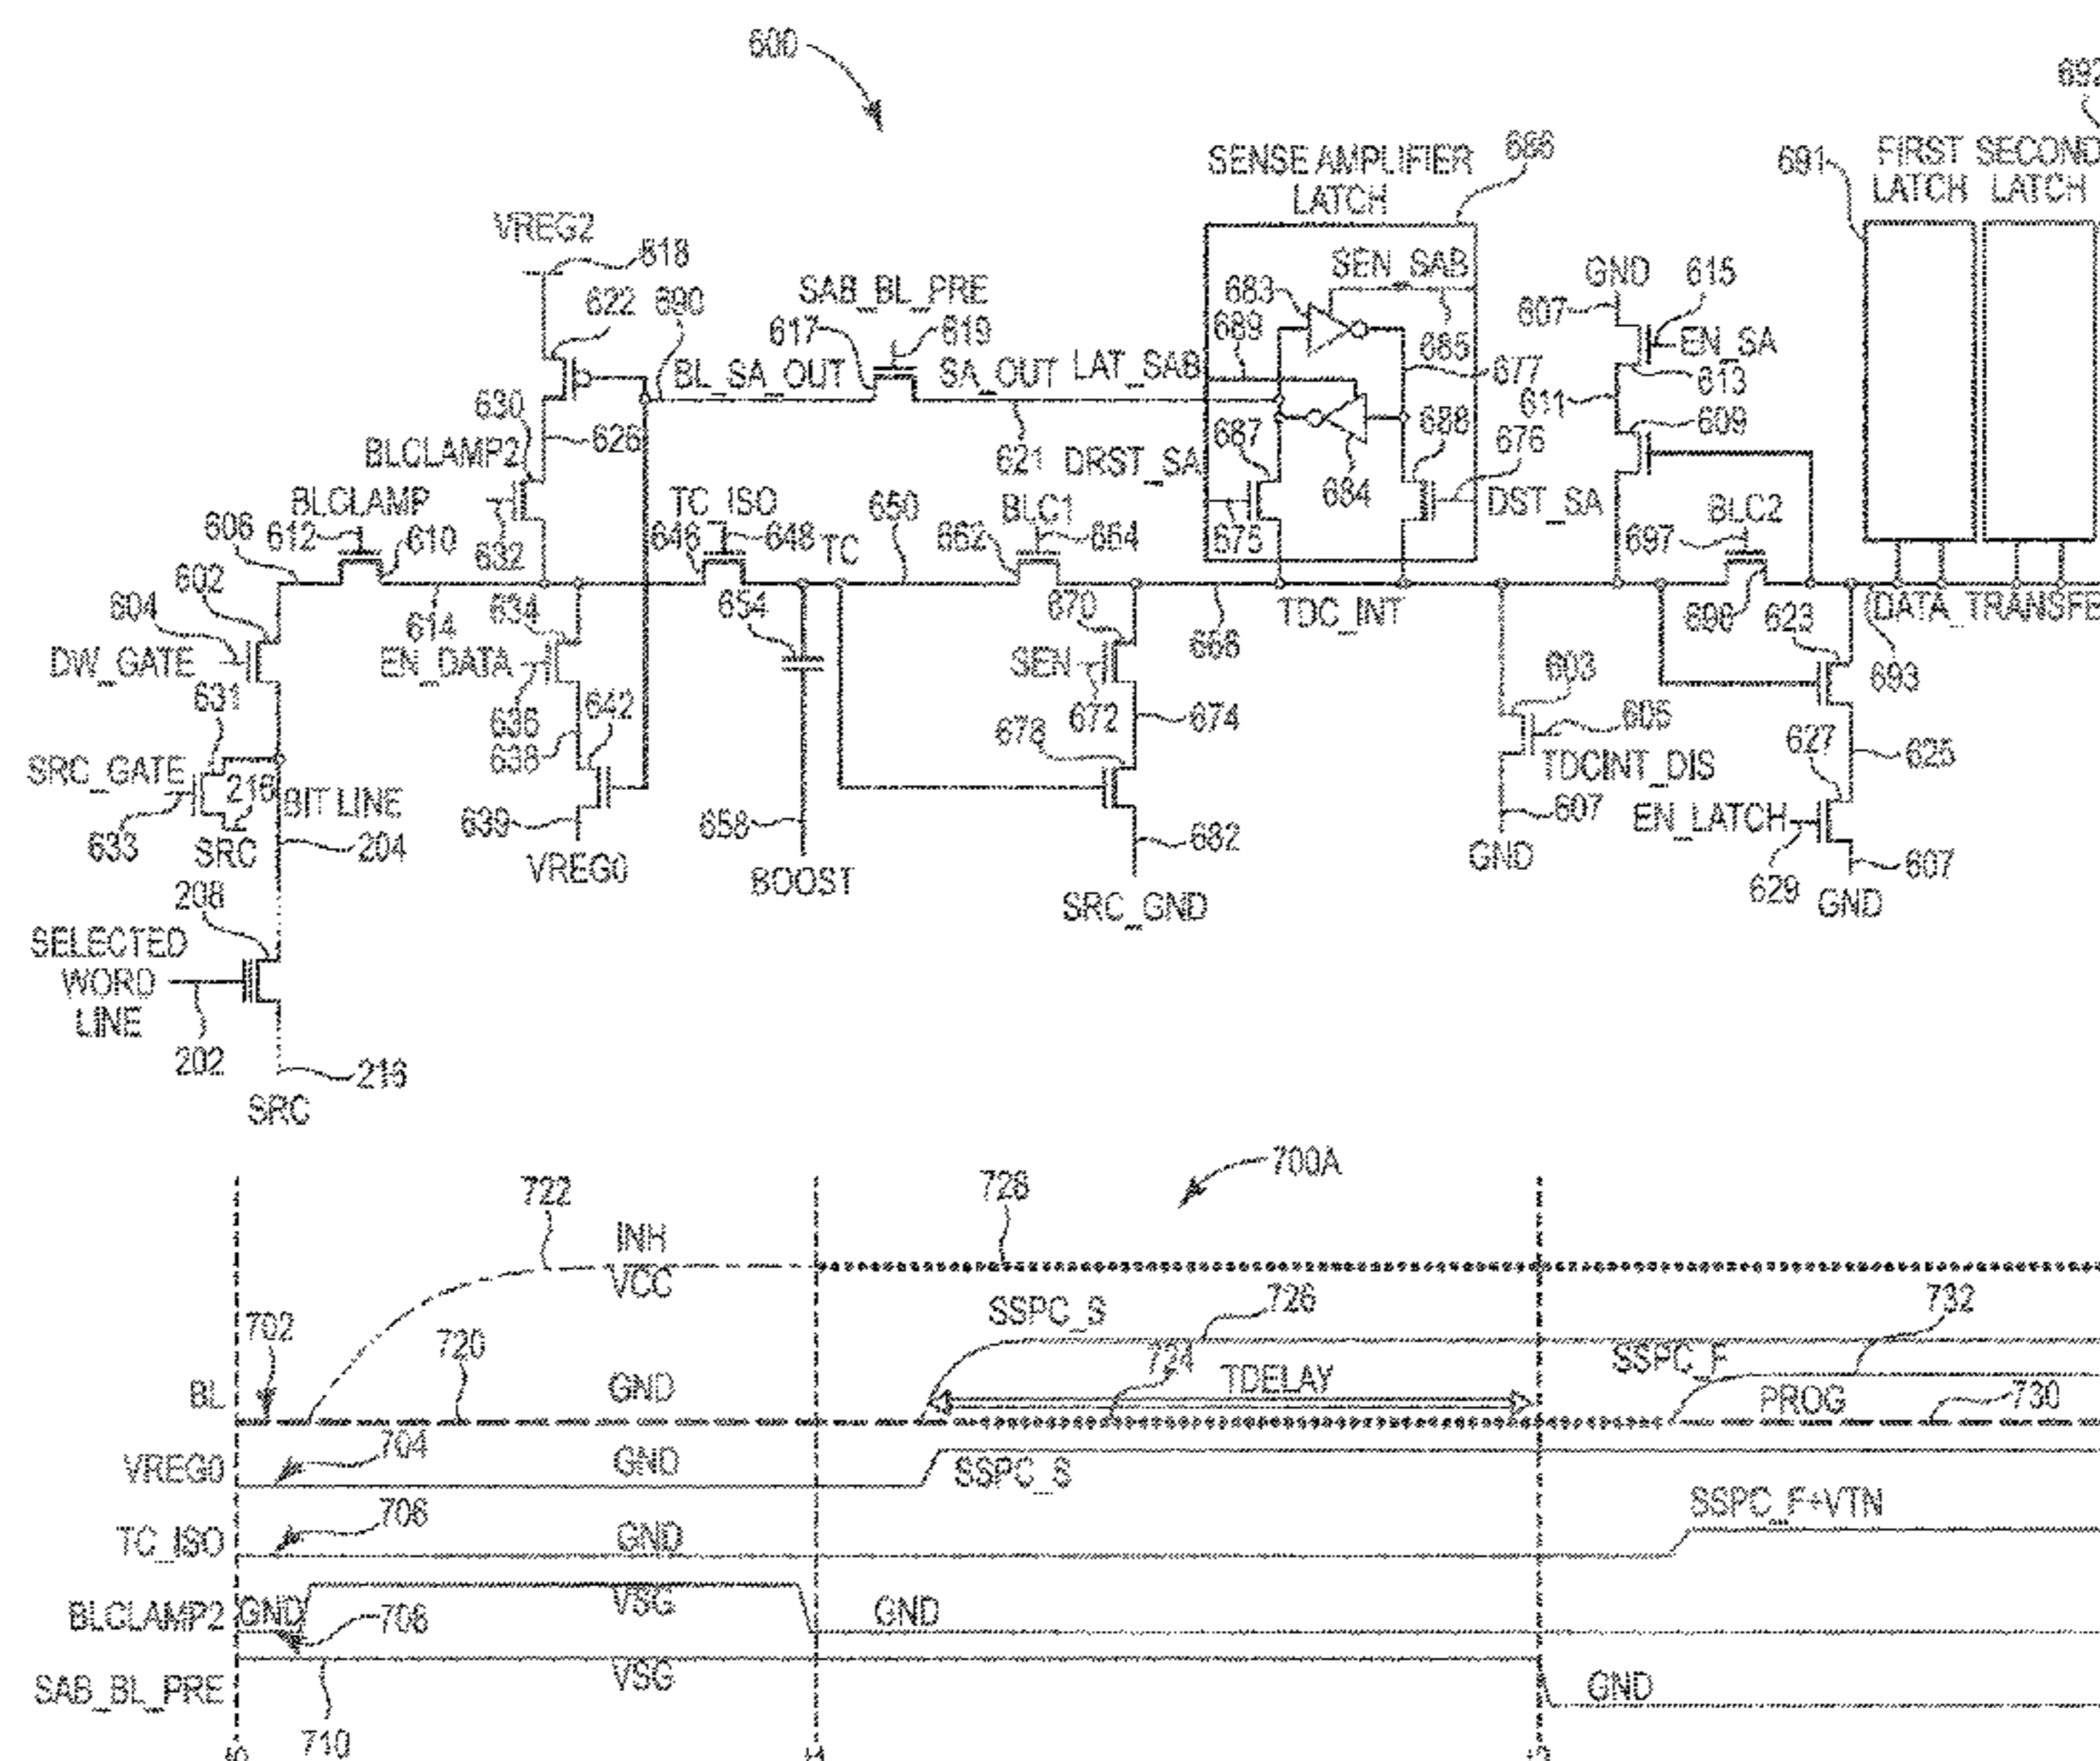 600
692
SENSE AMPLIFIER
LATCH
686
691
FIRST
LATCH
SECOND
LATCH
VREG2
618
622
690
SAB_BL_PRE
617
619
683
689
SEN_SAB
685
GND
607
615
EN_SA
613
BL_SA_OUT
SA_OUT
LAT_SAB
677
611
609
630
626
BLCLAMP2
621
DRST_SA
687
684
688
676
DST_SA
BLCLAMP
606
612
610
632
TC_ISO
646
648
TC
650
BLC1
662
664
675
BLC2
697
602
604
614
634
654
670
666
TDC_INT
696
623
DATA_TRANSFE
DW_GATE
631
EN_DATA
636
638
642
SEN
672
674
678
603
605
TDCINT_DIS
693
627
625
SRC_GATE
633
216
SRC
BIT LINE
204
639
VREG0
658
BOOST
682
SRC_GND
607
GND
EN_LATCH
629
607
GND
208
SELECTED
WORD
LINE
202
216
SRC
700A
722
728
INH
VCC
702
720
SSPC_S
726
732
724
TDELAY
SSPC_F
BL
GND
PROG
730
704
VREG0
GND
SSPC_S
706
TC_ISO
GND
SSPC_F+VTN
BLCLAMP2
GND
708
VSG
GND
SAB_BL_PRE
710
VSG
GND